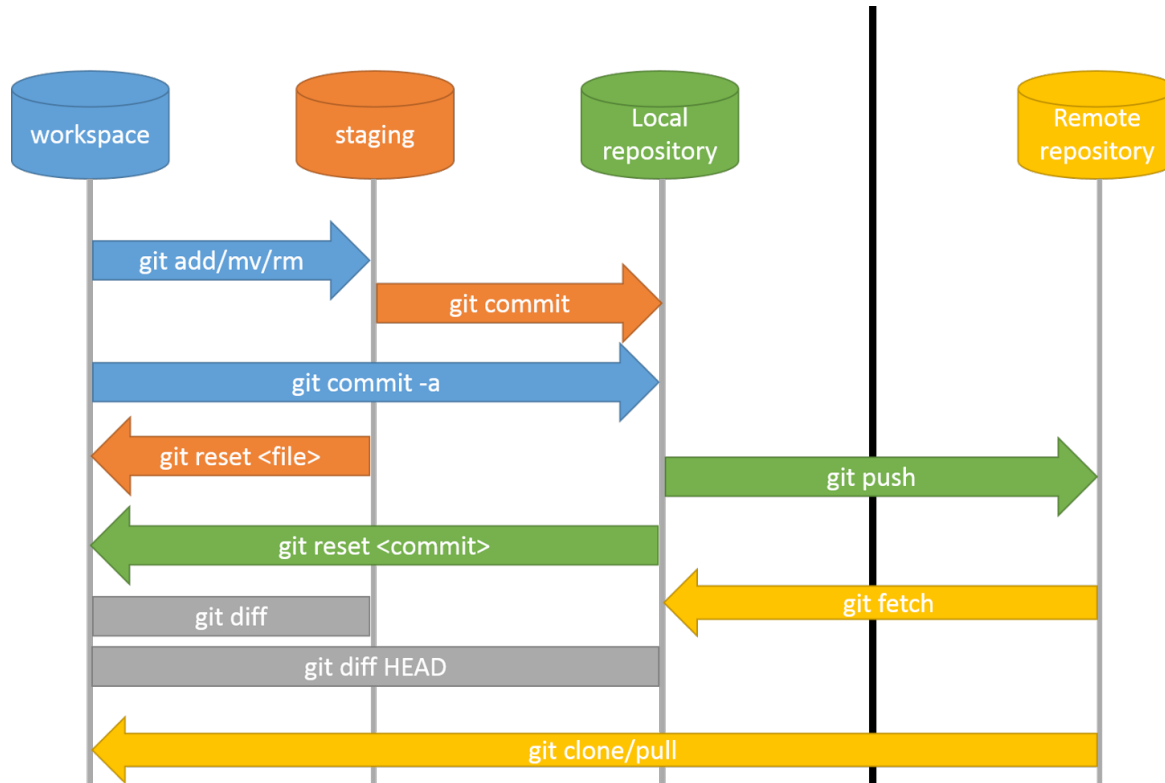 workspace
staging
Local
repository
Remote
repository
git add/mv/rm
git commit
git commit -a
git reset <file>
git push
git reset <commit>
git fetch
git diff
git diff HEAD
git clone/pull